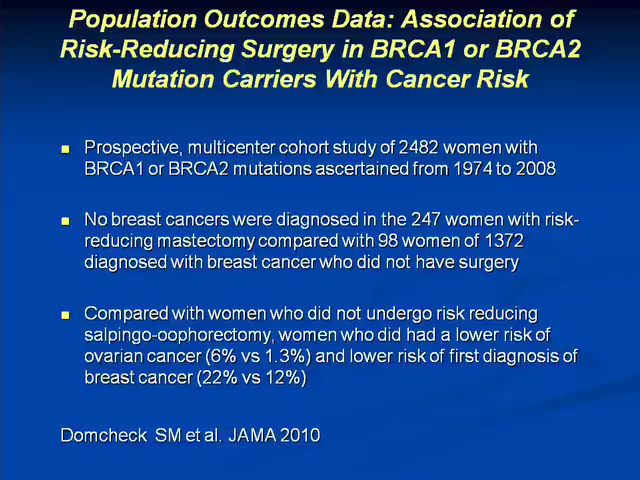 Population Outcomes Data: Association of
Risk-Reducing Surgery in BRCA1 or BRCA2
Mutation Carriers With Cancer Risk
Prospective, multicenter cohort study of 2482 women with
BRCA1 or BRCA2 mutations ascertained from 1974 to 2008
No breast cancers were diagnosed in the 247 women with risk-
reducing mastectomy compared with 98 women of 1372
diagnosed with breast cancer who did not have surgery
Compared with women who did not undergo risk reducing
salpingo-oophorectomy, women who did had a lower risk of
ovarian cancer (6% vs 1.3%) and lower risk of first diagnosis of
breast cancer (22% vs 12%)
Domcheck SM et al. JAMA 2010